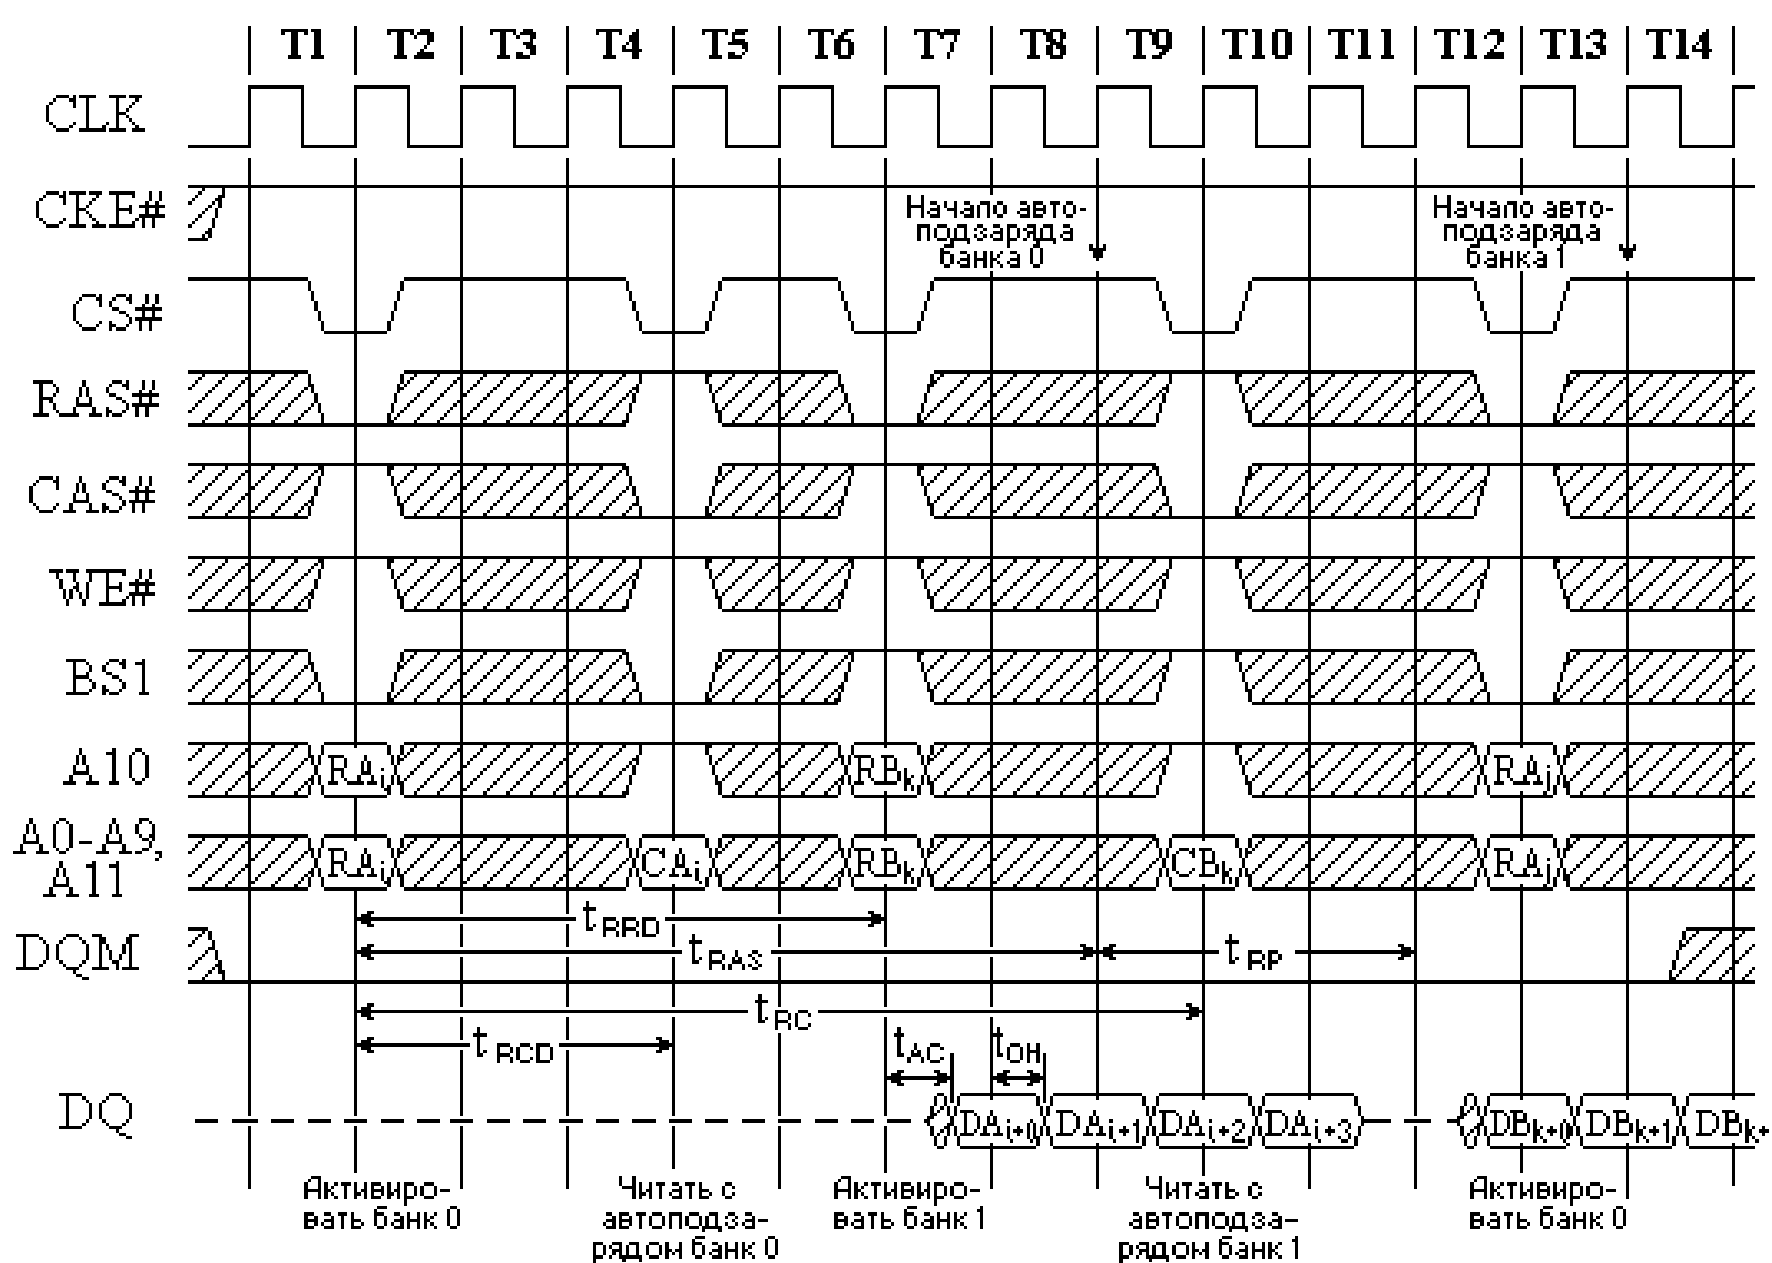 T1 T2 T3 T4 T5 T6 T7 T8 T9 T10 T11 T12 T13 T14
CLK
CKE#
Начало авто-
подзаряда
банка 0
Начало авто-
подзаряда
банка 1
CS#
RAS#
CAS#
WE#
BS1
A10 RAi RBk RAj
A0-A9,
A11
RAi CAi RBk CBk RAj
tRRD
DQM
tRAS tRP
tRC
tRCD tAC tOH
DQ DAi+0 DAi+1 DAi+2 DAi+3 DBk+0 DBk+1 DBk+
Активиро-
вать банк 0
Читать с
автоподза-
рядом банк 0
Активиро-
вать банк 1
Читать с
автоподза-
рядом банк 1
Активиро-
вать банк 0